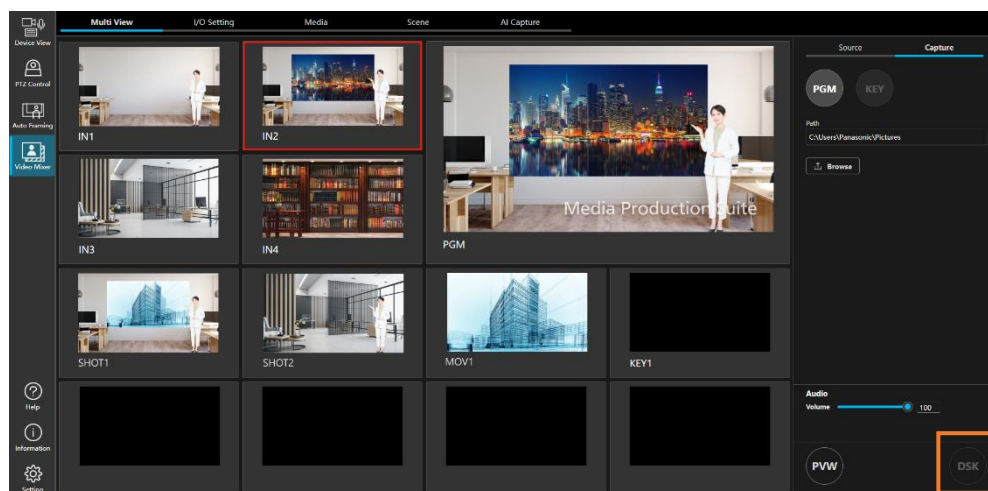 Multi View
I/O Setting
Media
Scene
AI Capture
Device View
PTZ Control
Auto Framing
Video Mixer
Help
Information
Setting
IN1
IN2
Media Production Suite
PGM
IN3
IN4
SHOT1
SHOT2
MOV1
KEY1
Source
Capture
PGM
KEY
Path
C:\Users\Panasonic\Pictures
Browse
Audio
Volume
100
PVW
DSK